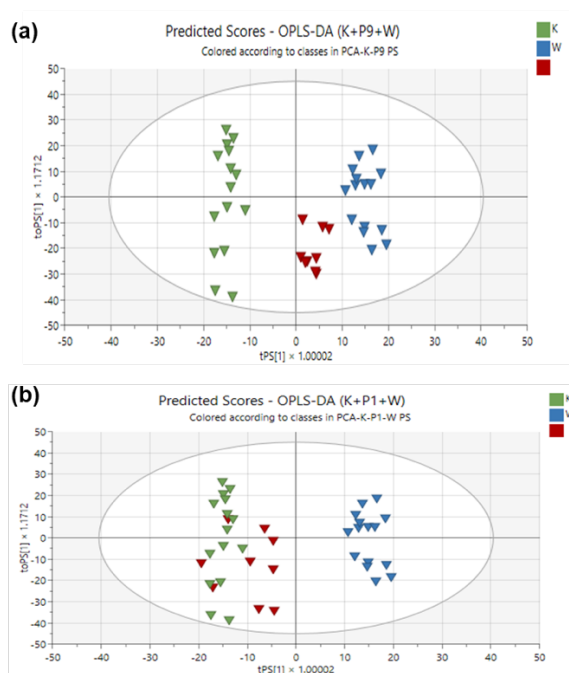 (a)
Predicted Scores - OPLS-DA (K+P9+W)
Colored according to classes in PCA-K-P9 PS
K
W
toPS[1] × 1.1712
50
40
30
20
10
0
-10
-20
-30
-40
-50
-50 -40 -30 -20 -10 0 10 20 30 40 50
tPS[1] × 1.00002
(b)
Predicted Scores - OPLS-DA (K+P1+W)
Colored according to classes in PCA-K-P1-W PS
toPS[1] × 1.1712
50
40
30
20
10
0
-10
-20
-30
-40
-50
-50 -40 -30 -20 -10 0 10 20 30 40 50
tPS[1] × 1.00002